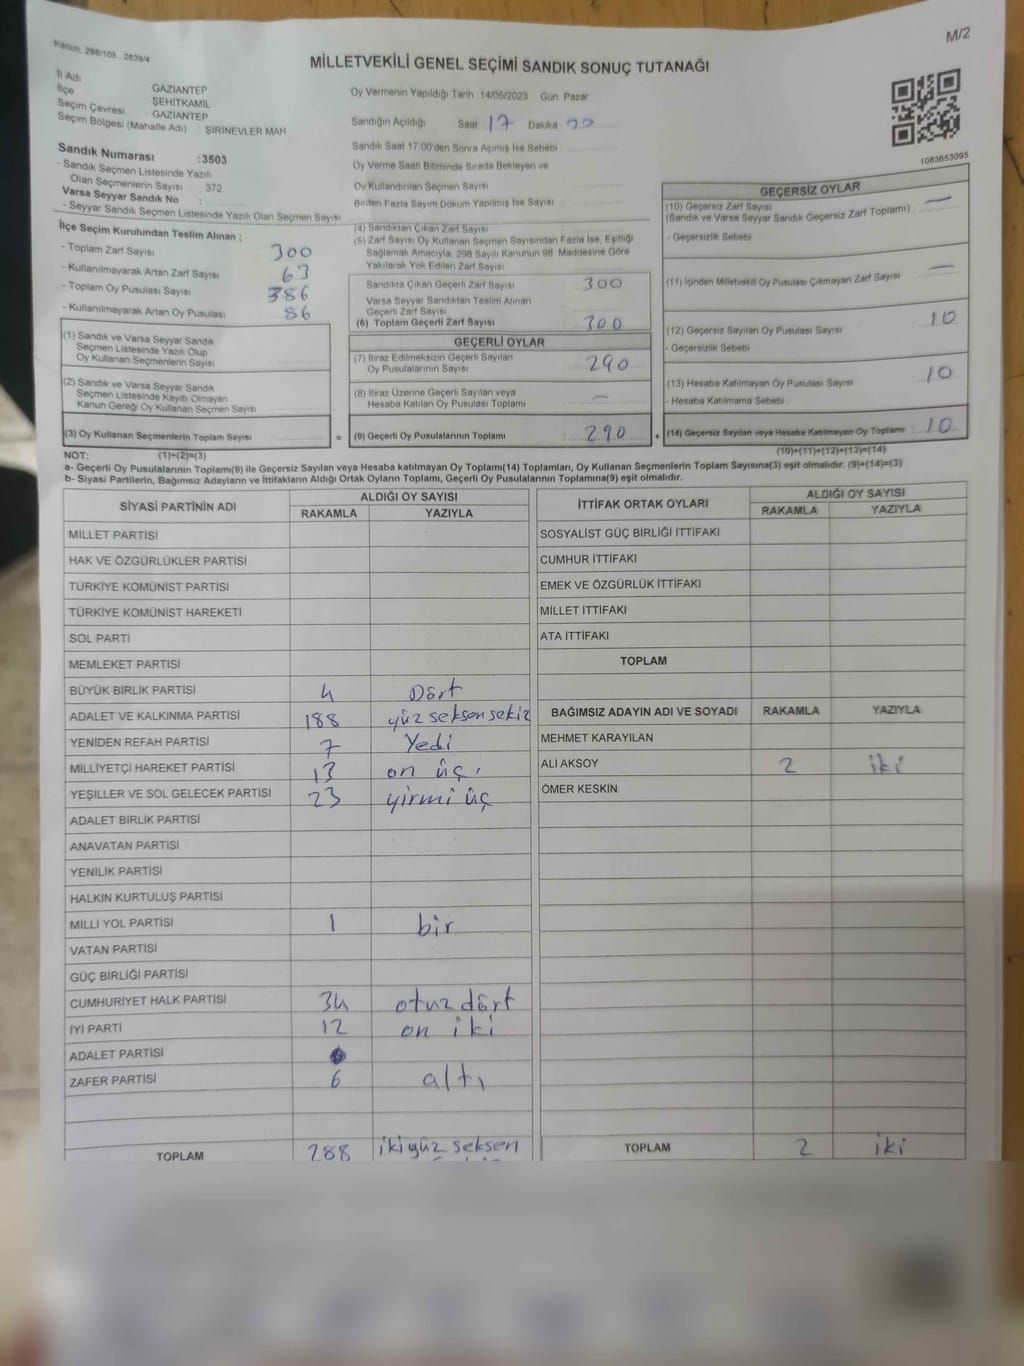 Kanun: 298/105 , 2839/4
M/2
MİLLETVEKİLİ GENEL SEÇİMİ SANDIK SONUÇ TUTANAĞI
İl Adı : GAZİANTEP
İlçe : ŞEHİTKAMİL
Seçim Çevresi : GAZİANTEP
Seçim Bölgesi (Mahalle Adı) : ŞİRİNEVLER MAH
Sandık Numarası :3503
- Sandık Seçmen Listesinde Yazılı
Olan Seçmenlerin Sayısı : 372
Varsa Seyyar Sandık No :
- Seyyar Sandık Seçmen Listesinde Yazılı Olan Seçmen Sayısı
Oy Vermenin Yapıldığı Tarih :14/05/2023 Gün: Pazar
Sandığın Açıldığı Saat 17 Dakika
Sandık Saat 17.00'den Sonra Açılmış İse Sebebi :
Oy Verme Saati Bitiminde Sırada Bekleyen ve
Oy Kullandırılan Seçmen Sayısı
Birden Fazla Sayım Döküm Yapılmış İse Sayısı
1083653095
İlçe Seçim Kurulundan Teslim Alınan ;
- Toplam Zarf Sayısı 300
- Kullanılmayarak Artan Zarf Sayısı 63
- Toplam Oy Pusulası Sayısı 386
- Kullanılmayarak Artan Oy Pusulası 86
(1) Sandık ve Varsa Seyyar Sandık
Seçmen Listesinde Yazılı Olup
Oy Kullanan Seçmenlerin Sayısı
(2) Sandık ve Varsa Seyyar Sandık
Seçmen Listesinde Kayıtlı Olmayan
Kanun Gereği Oy Kullanan Seçmen Sayısı
(3) Oy Kullanan Seçmenlerin Toplam Sayısı =
(4) Sandıktan Çıkan Zarf Sayısı
(5) Zarf Sayısı Oy Kullanan Seçmen Sayısından Fazla İse, Eşitliği
Sağlamak Amacıyla, 298 Sayılı Kanunun 98. Maddesine Göre
Yakılarak Yok Edilen Zarf Sayısı
Sandıkta Çıkan Geçerli Zarf Sayısı : 300
Varsa Seyyar Sandıktan Teslim Alınan
Geçerli Zarf Sayısı
(6) Toplam Geçerli Zarf Sayısı : 300
GEÇERLİ OYLAR
(7) İtiraz Edilmeksizin Geçerli Sayılan
Oy Pusulalarının Sayısı : 290
(8) İtiraz Üzerine Geçerli Sayılan veya
Hesaba Katılan Oy Pusulası Toplamı : –
(9) Geçerli Oy Pusulalarının Toplamı : 290 +
GEÇERSİZ OYLAR
(10) Geçersiz Zarf Sayısı
(Sandık ve Varsa Seyyar Sandık Geçersiz Zarf Toplamı) : –
- Geçersizlik Sebebi
(11) İçinden Milletvekili Oy Pusulası Çıkmayan Zarf Sayısı : –
(12) Geçersiz Sayılan Oy Pusulası Sayısı : 10
- Geçersizlik Sebebi
(13) Hesaba Katılmayan Oy Pusulası Sayısı : 10
- Hesaba Katılmama Sebebi
(14) Geçersiz Sayılan veya Hesaba Katılmayan Oy Toplamı : 10
NOT: (1)+(2)=(3) (10)+(11)+(12)+(13)=(14)
a- Geçerli Oy Pusulalarının Toplamı(9) ile Geçersiz Sayılan veya Hesaba katılmayan Oy Toplamı(14) Toplamları, Oy Kullanan Seçmenlerin Toplam Sayısına(3) eşit olmalıdır. (9)+(14)=(3)
b- Siyasi Partilerin, Bağımsız Adayların ve İttifakların Aldığı Ortak Oyların Toplamı, Geçerli Oy Pusulalarının Toplamına(9) eşit olmalıdır.
SİYASİ PARTİNİN ADI ALDIĞI OY SAYISI
RAKAMLA YAZIYLA
MİLLET PARTİSİ
HAK VE ÖZGÜRLÜKLER PARTİSİ
TÜRKİYE KOMÜNİST PARTİSİ
TÜRKİYE KOMÜNİST HAREKETİ
SOL PARTİ
MEMLEKET PARTİSİ
BÜYÜK BİRLİK PARTİSİ 4 Dört
ADALET VE KALKINMA PARTİSİ 188 yüz seksen sekiz
YENİDEN REFAH PARTİSİ 7 Yedi
MİLLİYETÇİ HAREKET PARTİSİ 13 on üç
YEŞİLLER VE SOL GELECEK PARTİSİ 23 yirmi üç
ADALET BİRLİK PARTİSİ
ANAVATAN PARTİSİ
YENİLİK PARTİSİ
HALKIN KURTULUŞ PARTİSİ
MİLLİ YOL PARTİSİ 1 bir
VATAN PARTİSİ
GÜÇ BİRLİĞİ PARTİSİ
CUMHURİYET HALK PARTİSİ 34 otuz dört
İYİ PARTİ 12 on iki
ADALET PARTİSİ
ZAFER PARTİSİ 6 altı
TOPLAM 288 iki yüz seksen
İTTİFAK ORTAK OYLARI ALDIĞI OY SAYISI
RAKAMLA YAZIYLA
SOSYALİST GÜÇ BİRLİĞİ İTTİFAKI
CUMHUR İTTİFAKI
EMEK VE ÖZGÜRLÜK İTTİFAKI
MİLLET İTTİFAKI
ATA İTTİFAKI
TOPLAM
BAĞIMSIZ ADAYIN ADI VE SOYADI RAKAMLA YAZIYLA
MEHMET KARAYILAN
ALİ AKSOY 2 iki
ÖMER KESKİN
TOPLAM 2 iki